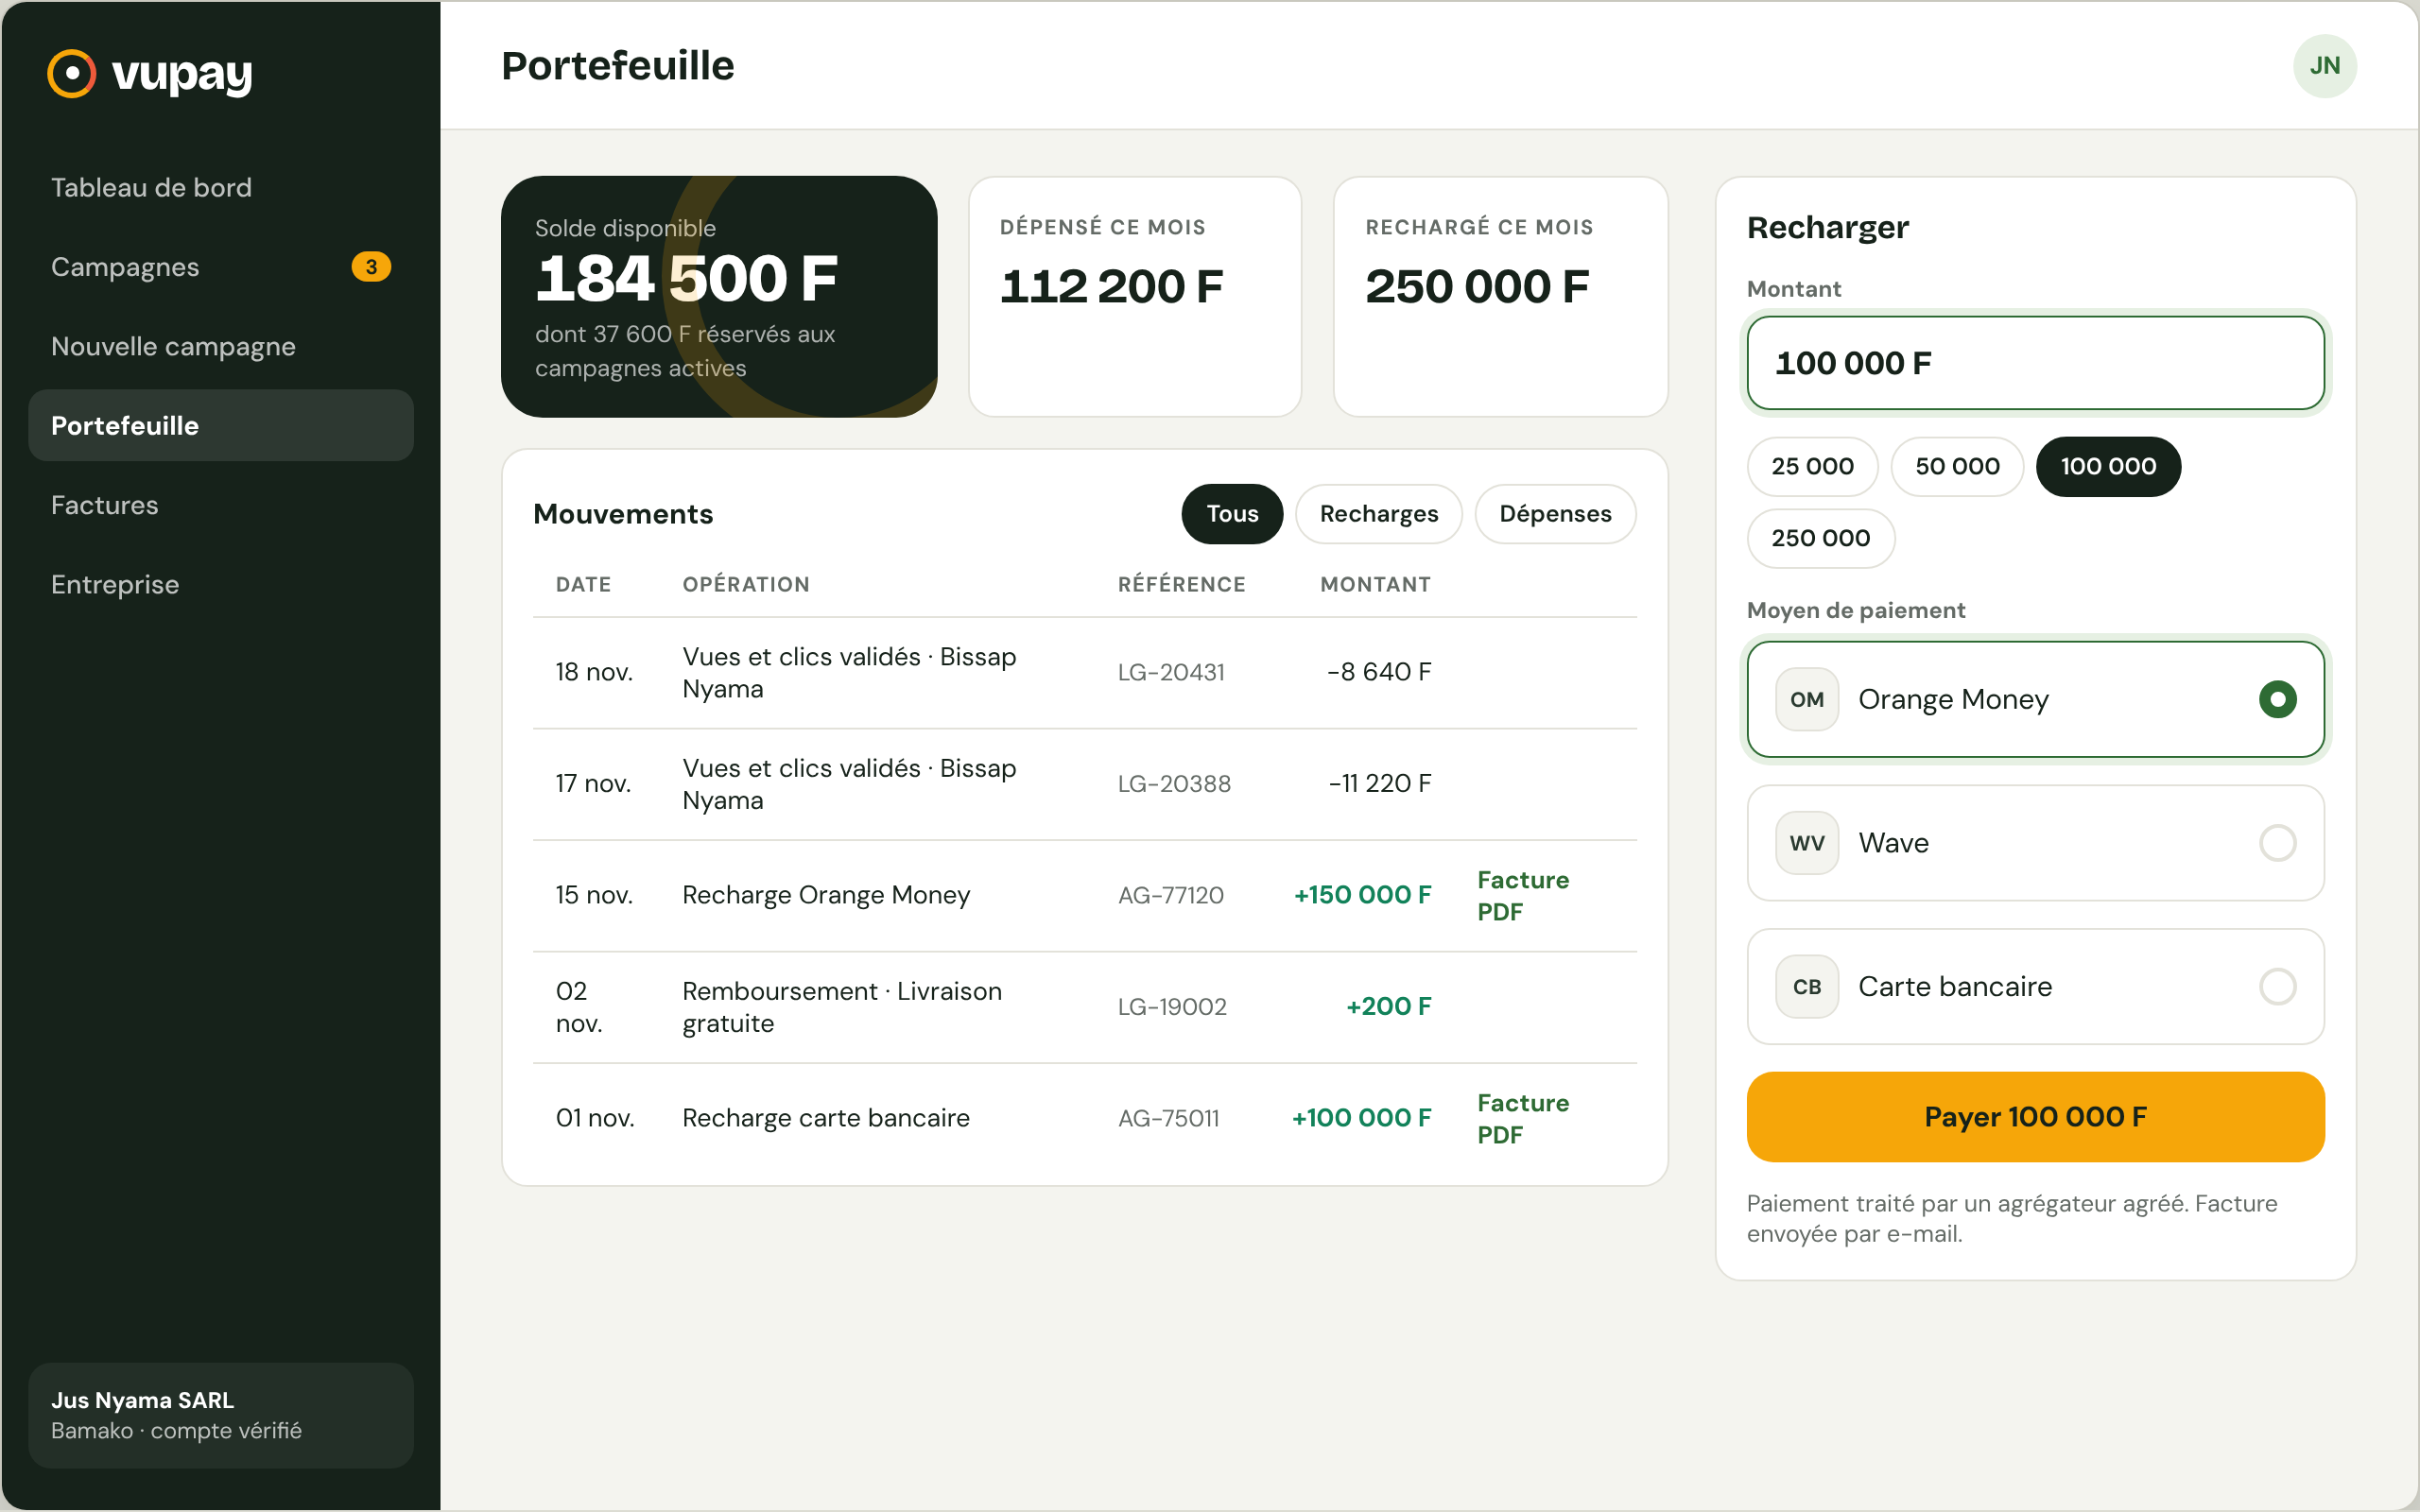 vupay
Tableau de bord
Campagnes 3
Nouvelle campagne
Portefeuille
Factures
Entreprise
Jus Nyama SARL
Bamako · compte vérifié
Portefeuille
JN
Solde disponible
184 500 F
dont 37 600 F réservés aux
campagnes actives
DÉPENSÉ CE MOIS
112 200 F
RECHARGÉ CE MOIS
250 000 F
Mouvements
Tous Recharges Dépenses
DATE OPÉRATION RÉFÉRENCE MONTANT
18 nov. Vues et clics validés · Bissap
Nyama LG-20431 -8 640 F
17 nov. Vues et clics validés · Bissap
Nyama LG-20388 -11 220 F
15 nov. Recharge Orange Money AG-77120 +150 000 F Facture
PDF
02
nov. Remboursement · Livraison
gratuite LG-19002 +200 F
01 nov. Recharge carte bancaire AG-75011 +100 000 F Facture
PDF
Recharger
Montant
100 000 F
25 000 50 000 100 000
250 000
Moyen de paiement
OM Orange Money
WV Wave
CB Carte bancaire
Payer 100 000 F
Paiement traité par un agrégateur agréé. Facture
envoyée par e-mail.